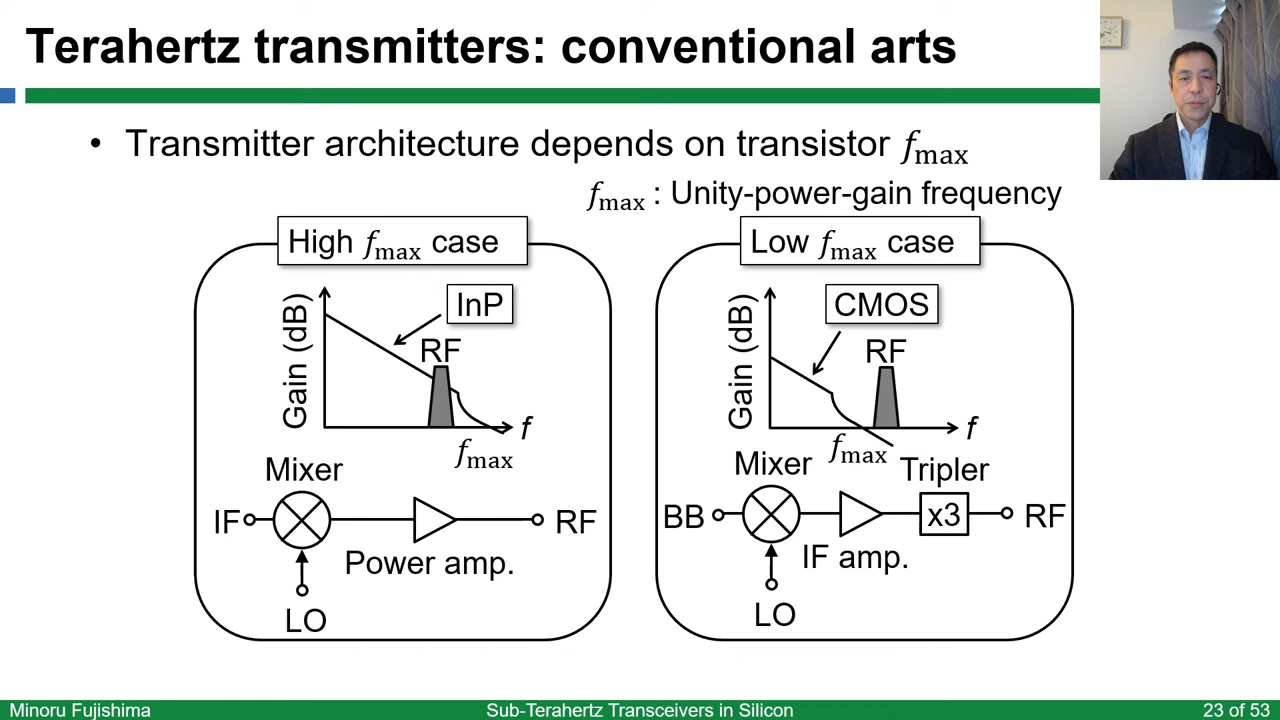 Terahertz transmitters: conventional arts
• Transmitter architecture depends on transistor fmax
fmax : Unity-power-gain frequency
High fmax case
InP
RF
Gain (dB)
f
fmax
Mixer
IF
RF
Power amp.
LO
Low fmax case
CMOS
RF
Gain (dB)
f
fmax
Mixer
Tripler
BB
x3
RF
IF amp.
LO
Minoru Fujishima
Sub-Terahertz Transceivers in Silicon
23 of 53